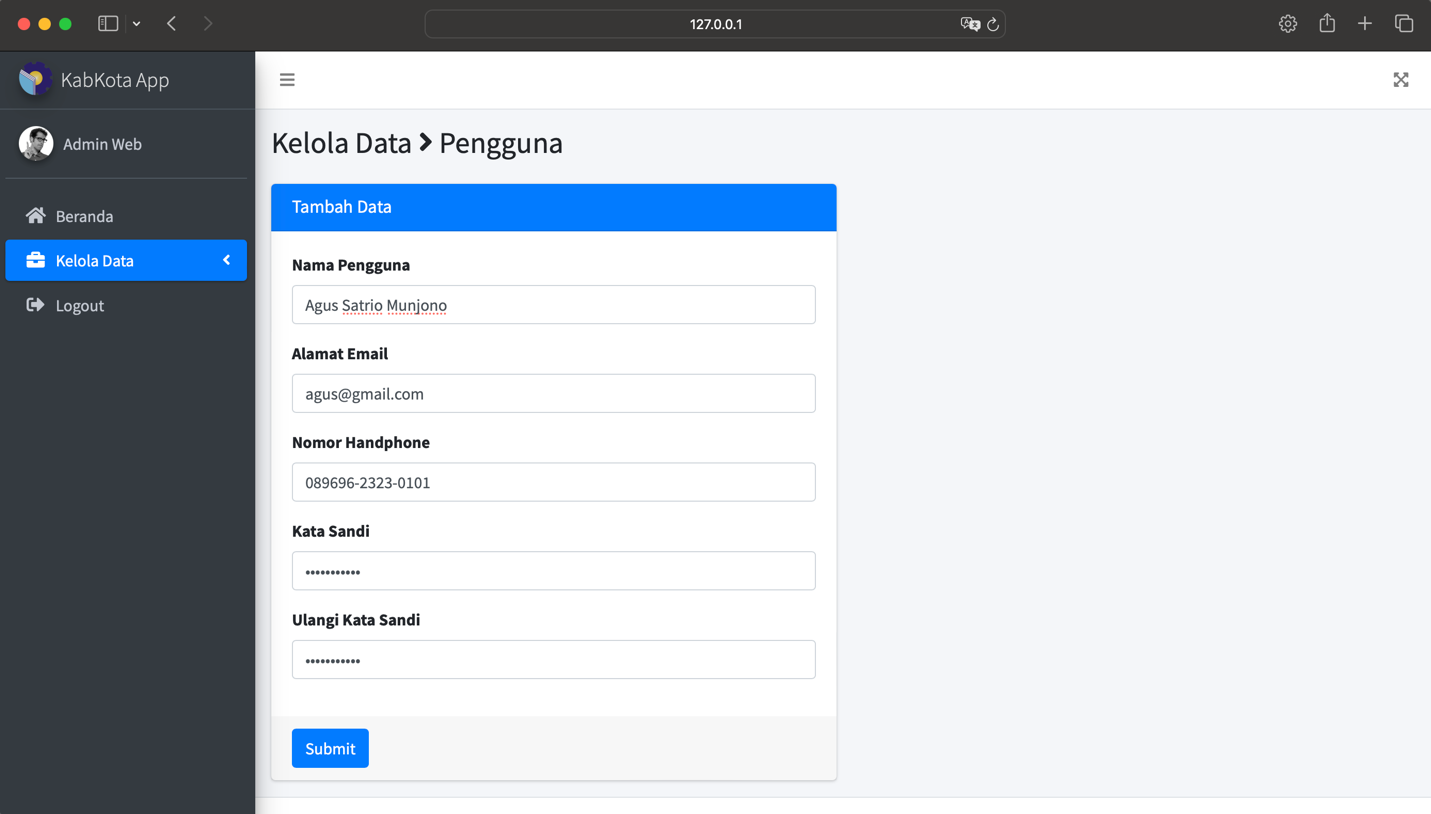 127.0.0.1
KabKota App
Admin Web
Beranda
Kelola Data
Logout
Kelola Data > Pengguna
Tambah Data
Nama Pengguna
Agus Satrio Munjono
Alamat Email
agus@gmail.com
Nomor Handphone
089696-2323-0101
Kata Sandi
•••••••••••
Ulangi Kata Sandi
•••••••••••
Submit